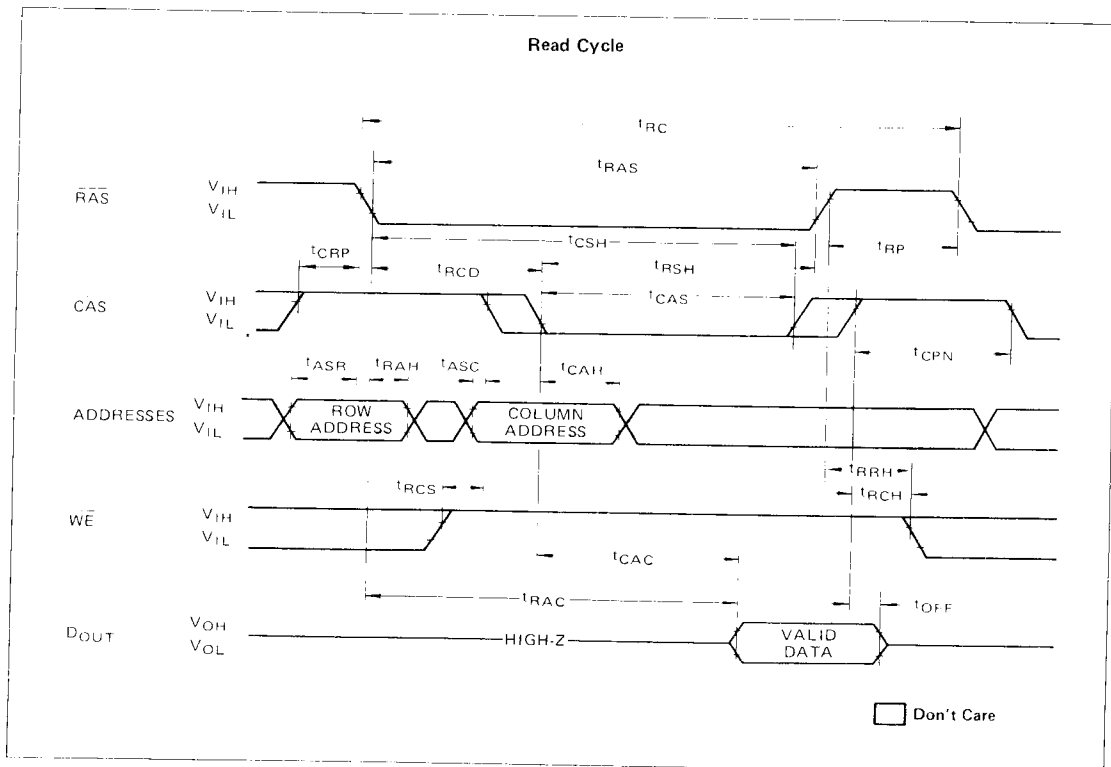 Read Cycle
tRC
tRAS
RAS
VIH
VIL
tCSH
tRP
tCRP
tRCD
tRSH
CAS
VIH
VIL
tCAS
tCPN
tASR
tRAH
tASC
tCAH
ADDRESSES
VIH
VIL
ROW
ADDRESS
COLUMN
ADDRESS
tRRH
tRCS
tRCH
WE
VIH
VIL
tCAC
tRAC
tOFF
DOUT
VOH
VOL
HIGH-Z
VALID
DATA
Don't Care